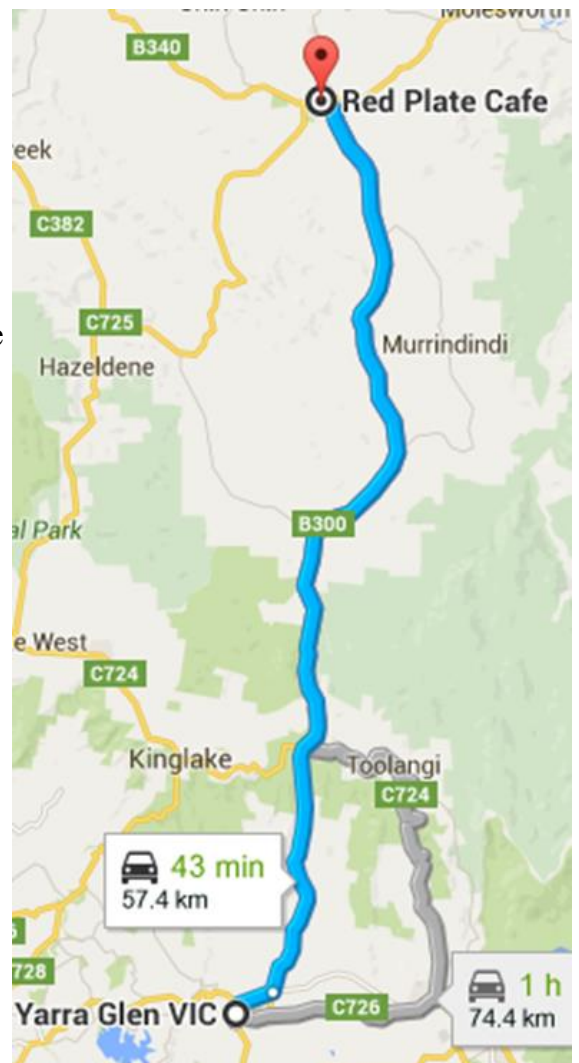 Molesworth
B340
Red Plate Cafe
eek
C382
C725
Murrindindi
Hazeldene
B300
al Park
e West
C724
Kinglake
Toolangi
C724
43 min
57.4 km
728
1 h
74.4 km
C726
Yarra Glen VIC